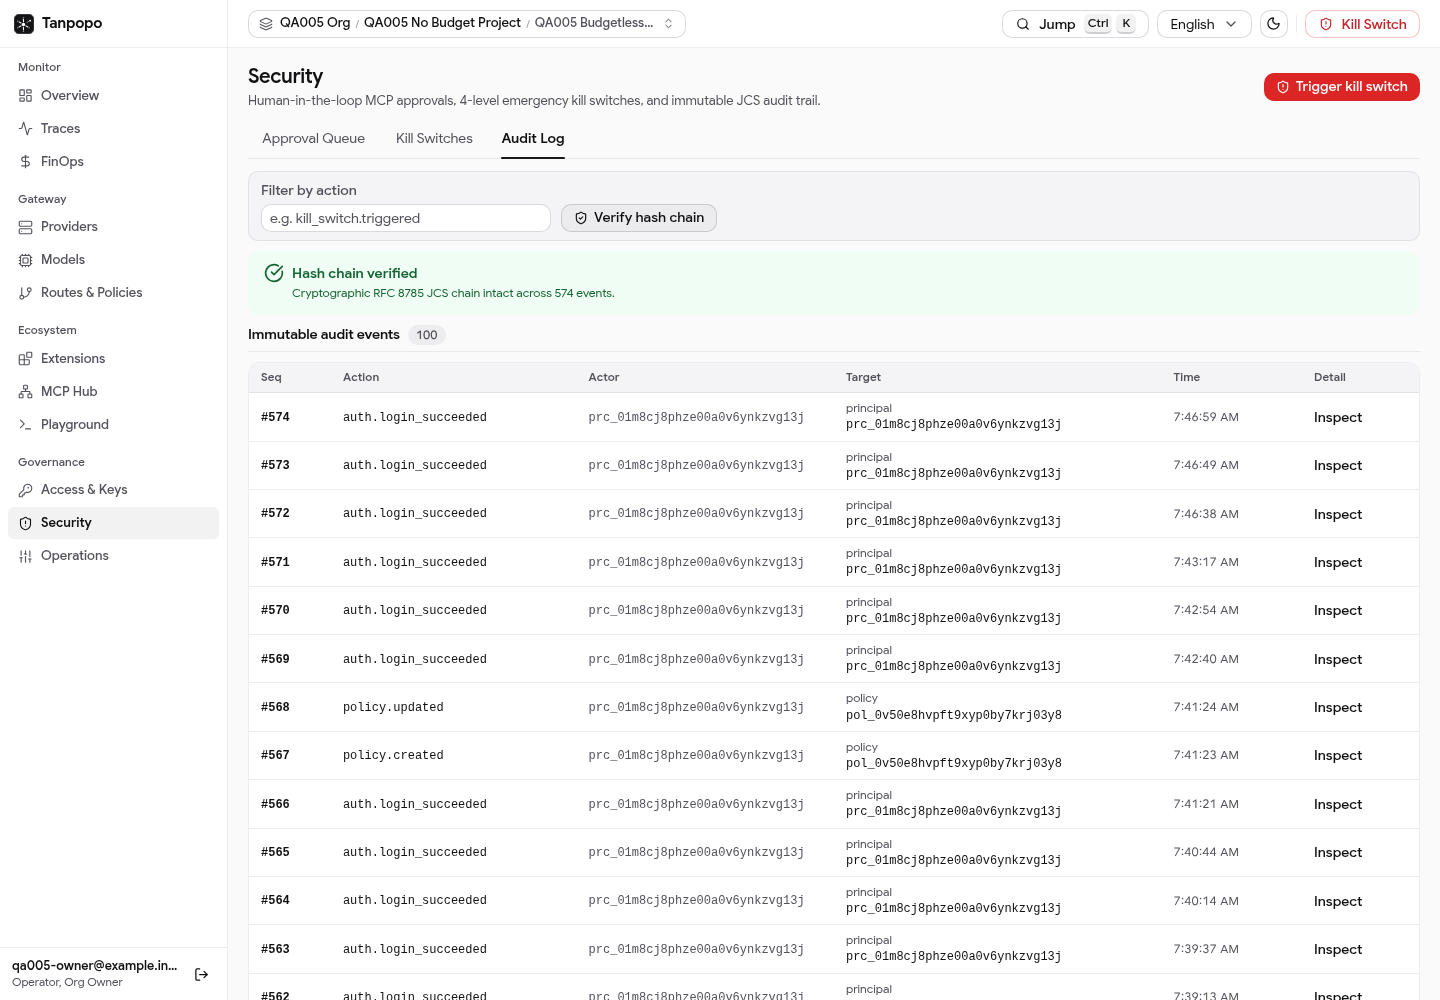 Tanpopo
QA005 Org / QA005 No Budget Project / QA005 Budgetless...
Jump Ctrl K
English
Kill Switch
Monitor
Overview
Traces
FinOps
Gateway
Providers
Models
Routes & Policies
Ecosystem
Extensions
MCP Hub
Playground
Governance
Access & Keys
Security
Operations
qa005-owner@example.in...
Operator, Org Owner
Security
Human-in-the-loop MCP approvals, 4-level emergency kill switches, and immutable JCS audit trail.
Trigger kill switch
Approval Queue Kill Switches Audit Log
Filter by action
e.g. kill_switch.triggered
Verify hash chain
Hash chain verified
Cryptographic RFC 8785 JCS chain intact across 574 events.
Immutable audit events 100
Seq Action Actor Target Time Detail
principal
#574 auth.login_succeeded prc_01m8cj8phze00a0v6ynkzvg13j prc_01m8cj8phze00a0v6ynkzvg13j 7:46:59 AM Inspect
principal
#573 auth.login_succeeded prc_01m8cj8phze00a0v6ynkzvg13j prc_01m8cj8phze00a0v6ynkzvg13j 7:46:49 AM Inspect
principal
#572 auth.login_succeeded prc_01m8cj8phze00a0v6ynkzvg13j prc_01m8cj8phze00a0v6ynkzvg13j 7:46:38 AM Inspect
principal
#571 auth.login_succeeded prc_01m8cj8phze00a0v6ynkzvg13j prc_01m8cj8phze00a0v6ynkzvg13j 7:43:17 AM Inspect
principal
#570 auth.login_succeeded prc_01m8cj8phze00a0v6ynkzvg13j prc_01m8cj8phze00a0v6ynkzvg13j 7:42:54 AM Inspect
principal
#569 auth.login_succeeded prc_01m8cj8phze00a0v6ynkzvg13j prc_01m8cj8phze00a0v6ynkzvg13j 7:42:40 AM Inspect
policy
#568 policy.updated prc_01m8cj8phze00a0v6ynkzvg13j pol_0v50e8hvpft9xyp0by7krj03y8 7:41:24 AM Inspect
policy
#567 policy.created prc_01m8cj8phze00a0v6ynkzvg13j pol_0v50e8hvpft9xyp0by7krj03y8 7:41:23 AM Inspect
principal
#566 auth.login_succeeded prc_01m8cj8phze00a0v6ynkzvg13j prc_01m8cj8phze00a0v6ynkzvg13j 7:41:21 AM Inspect
principal
#565 auth.login_succeeded prc_01m8cj8phze00a0v6ynkzvg13j prc_01m8cj8phze00a0v6ynkzvg13j 7:40:44 AM Inspect
principal
#564 auth.login_succeeded prc_01m8cj8phze00a0v6ynkzvg13j prc_01m8cj8phze00a0v6ynkzvg13j 7:40:14 AM Inspect
principal
#563 auth.login_succeeded prc_01m8cj8phze00a0v6ynkzvg13j prc_01m8cj8phze00a0v6ynkzvg13j 7:39:37 AM Inspect
principal
#562 auth.login_succeeded prc_01m8cj8phze00a0v6ynkzvg13j prc_01m8cj8phze00a0v6ynkzvg13j 7:39:13 AM Inspect